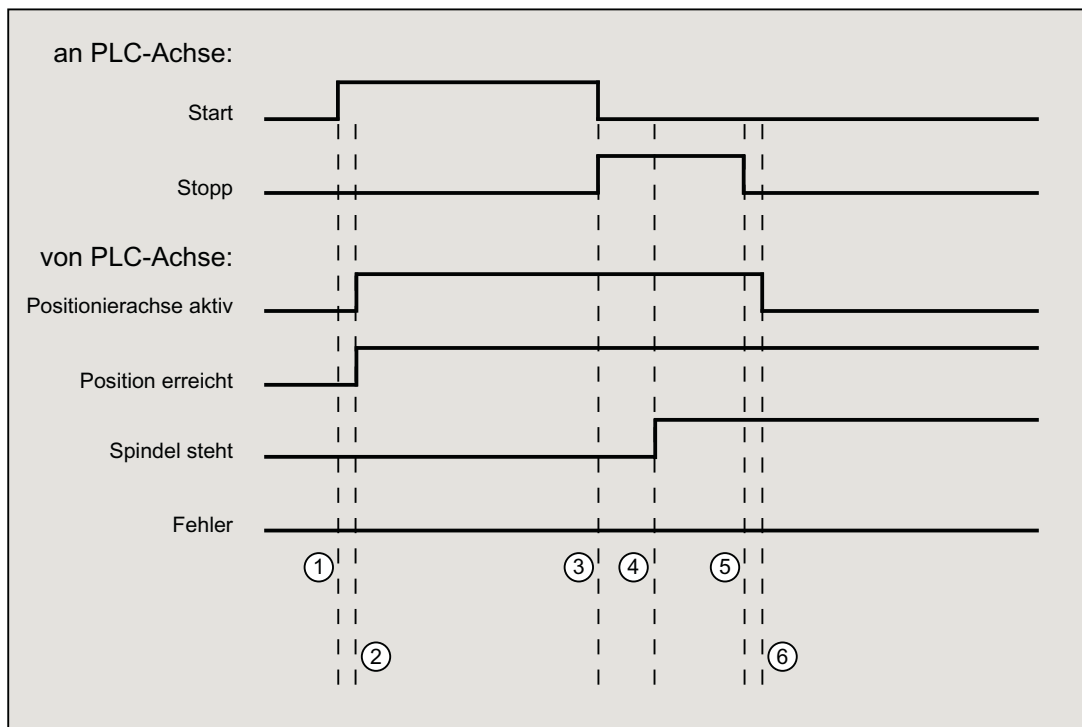 an PLC-Achse:
Start
Stopp
von PLC-Achse:
Positionierachse aktiv
Position erreicht
Spindel steht
Fehler
1 3 4 5
2 6